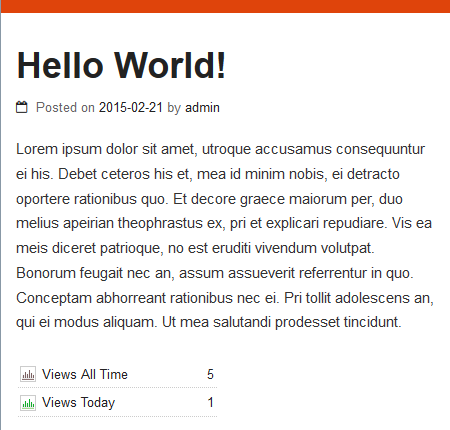 Hello World!
Posted on 2015-02-21 by admin
Lorem ipsum dolor sit amet, utroque accusamus consequuntur
ei his. Debet ceteros his et, mea id minim nobis, ei detracto
oportere rationibus quo. Et decore graece maiorum per, duo
melius apeirian theophrastus ex, pri et explicari repudiare. Vis ea
meis diceret patrioque, no est eruditi vivendum volutpat.
Bonorum feugait nec an, assum assueverit referrentur in quo.
Conceptam abhorreant rationibus nec ei. Pri tollit adolescens an,
qui ei modus aliquam. Ut mea salutandi prodesset tincidunt.
Views All Time 5
Views Today 1